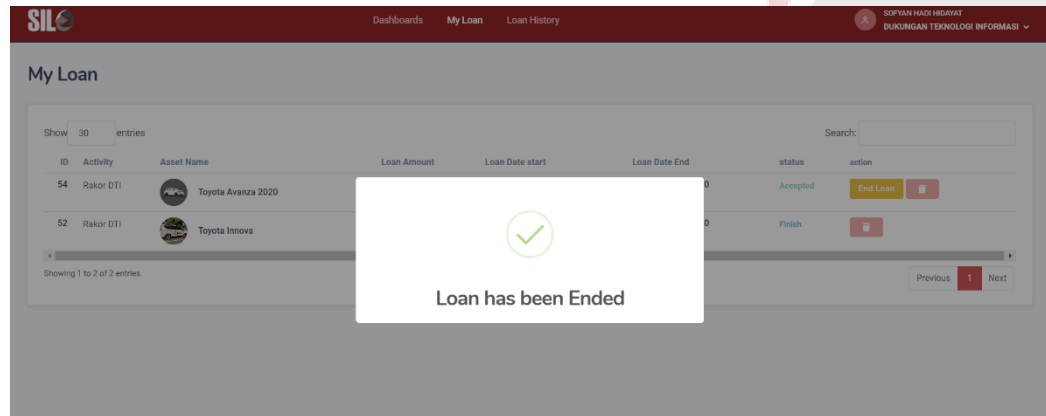 SILO
Dashboards My Loan Loan History
SOFYAN HADI HIDAYAT
DUKUNGAN TEKNOLOGI INFORMASI
My Loan
Show 30 entries
Search:
ID Activity Asset Name Loan Amount Loan Date start Loan Date End status action
54 Rakor DTI Toyota Avanza 2020 0 Accepted End Loan
52 Rakor DTI Toyota Innova 0 Finish
Showing 1 to 2 of 2 entries
Previous 1 Next
Loan has been Ended